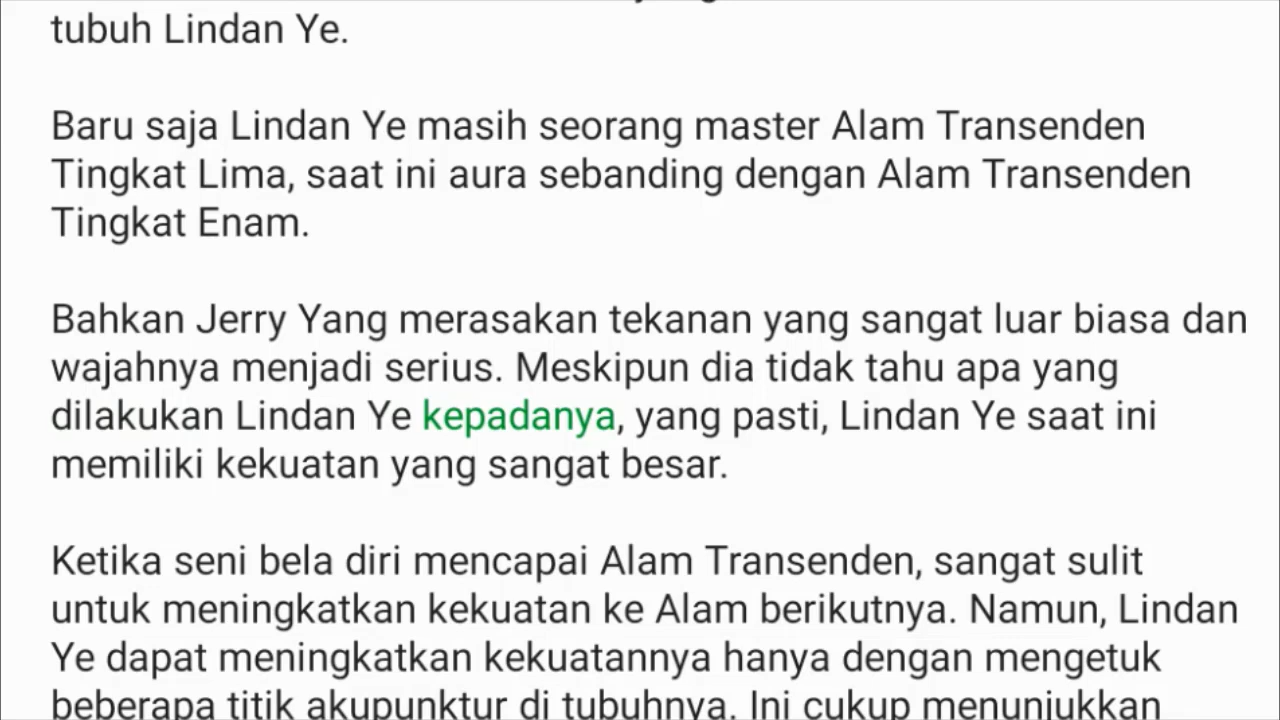 tubuh Lindan Ye.
Baru saja Lindan Ye masih seorang master Alam Transenden
Tingkat Lima, saat ini aura sebanding dengan Alam Transenden
Tingkat Enam.
Bahkan Jerry Yang merasakan tekanan yang sangat luar biasa dan
wajahnya menjadi serius. Meskipun dia tidak tahu apa yang
dilakukan Lindan Ye kepadanya, yang pasti, Lindan Ye saat ini
memiliki kekuatan yang sangat besar.
Ketika seni bela diri mencapai Alam Transenden, sangat sulit
untuk meningkatkan kekuatan ke Alam berikutnya. Namun, Lindan
Ye dapat meningkatkan kekuatannya hanya dengan mengetuk
beberapa titik akupunktur di tubuhnya. Ini cukup menunjukkan